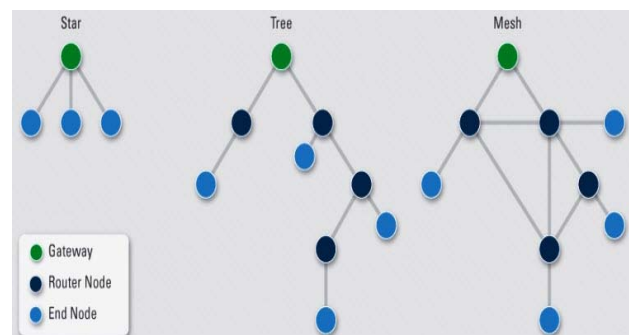 Star
Tree
Mesh
Gateway
Router Node
End Node